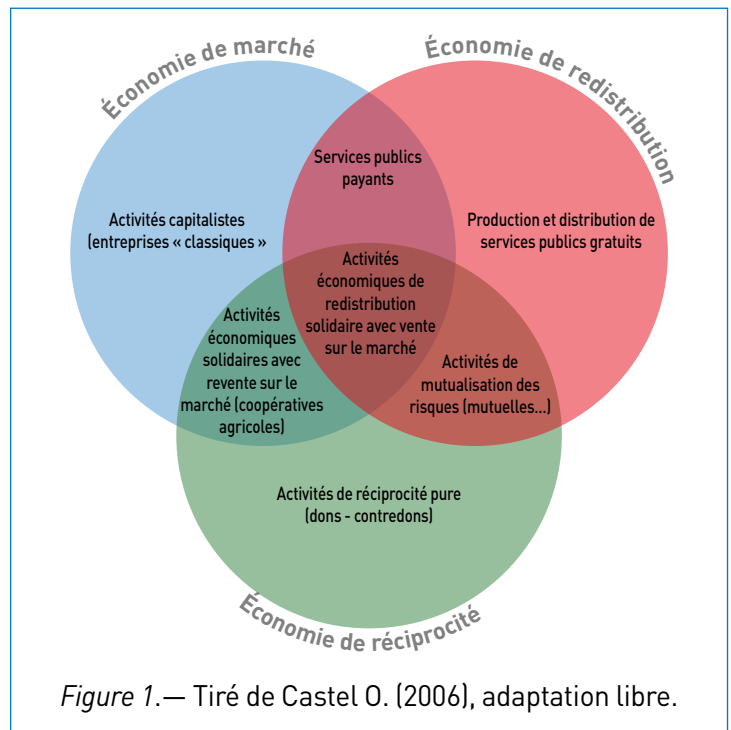 Économie de marché
Économie de redistribution
Services publics
payants
Activités capitalistes
(entreprises « classiques »
Production et distribution de
services publics gratuits
Activités
économiques de
redistribution
solidaire avec vente
sur le marché
Activités
économiques
solidaires avec
revente sur le
marché (coopératives
agricoles)
Activités de
mutualisation des
risques (mutuelles...)
Activités de réciprocité pure
(dons - contredons)
Économie de réciprocité
Figure 1.— Tiré de Castel O. (2006), adaptation libre.